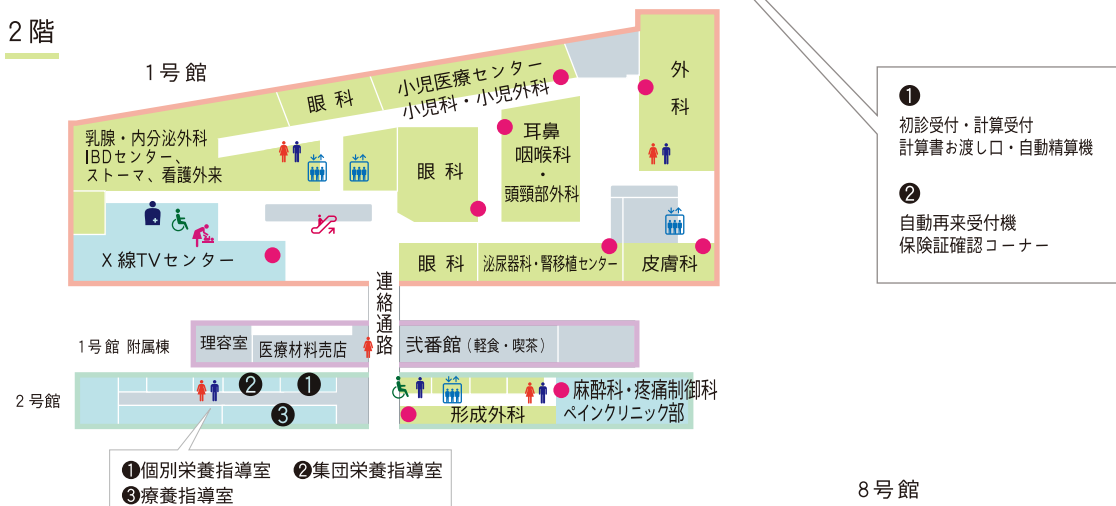 2階
1号館
外
科
小児医療センター
小児科・小児外科
眼科
乳腺・内分泌外科
IBDセンター、
ストーマ、看護外来
眼科
耳鼻
咽喉科
・
頭頸部外科
X線TVセンター
眼科
泌尿器科・腎移植センター
皮膚科
連絡通路
1号館 附属棟
理容室
医療材料売店
弐番館（軽食・喫茶）
2号館
❷
❶
❸
麻酔科・疼痛制御科
ペインクリニック部
形成外科
❶個別栄養指導室 ❷集団栄養指導室
❸療養指導室
❶
初診受付・計算受付
計算書お渡し口・自動精算機
❷
自動再来受付機
保険証確認コーナー
8号館